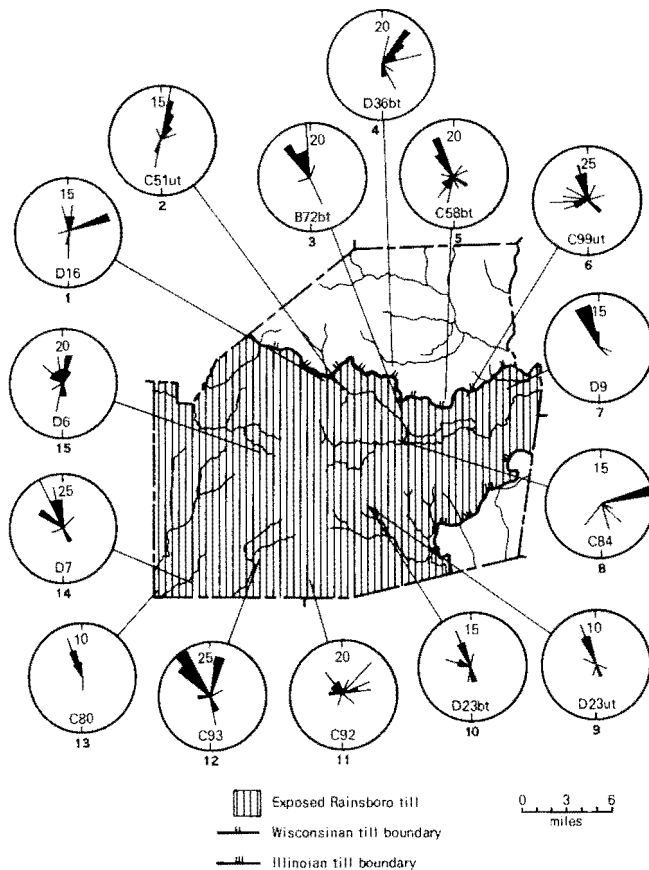 20
D36bt
4
15
C51ut
2
20
B72bt
3
20
C58bt
5
25
C99ut
6
15
D16
1
15
D9
7
20
D6
15
15
C84
8
25
D7
14
10
C80
13
25
C93
12
20
C92
11
15
D23bt
10
10
D23ut
9
Exposed Rainsboro till
Wisconsinan till boundary
Illinoian till boundary
0 3 6
miles